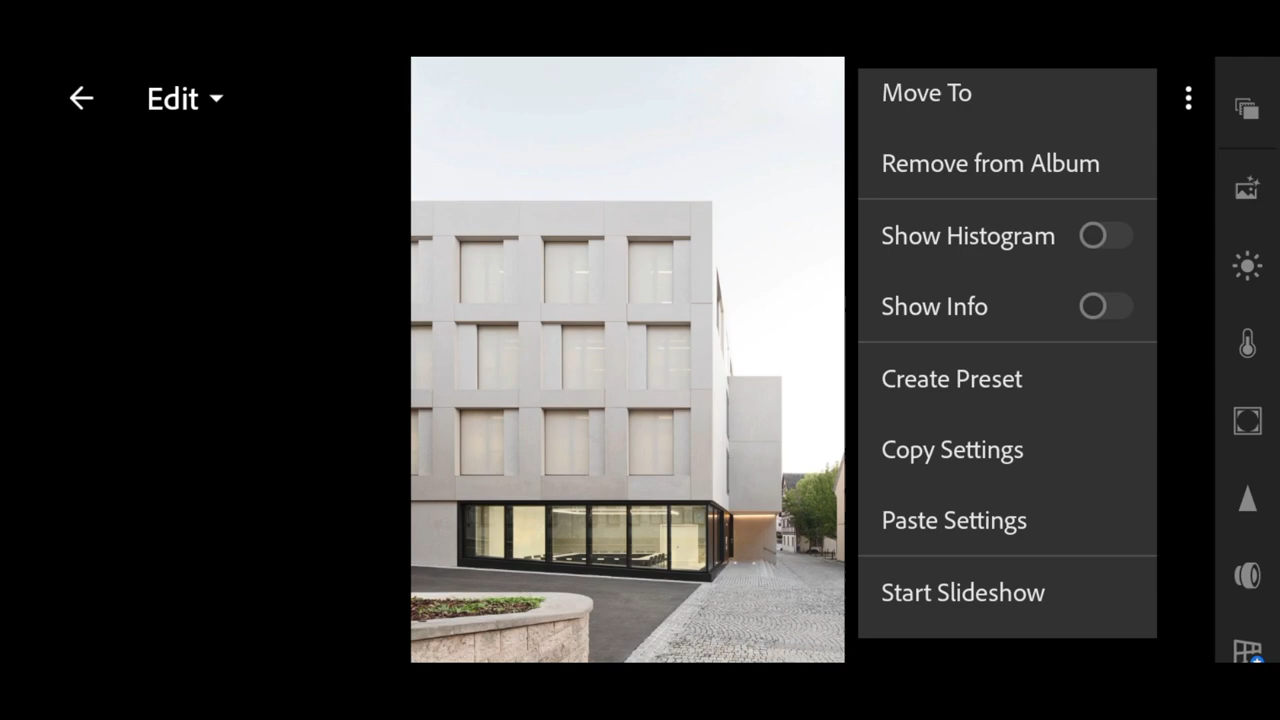 Edit
Move To
Remove from Album
Show Histogram
Show Info
Create Preset
Copy Settings
Paste Settings
Start Slideshow